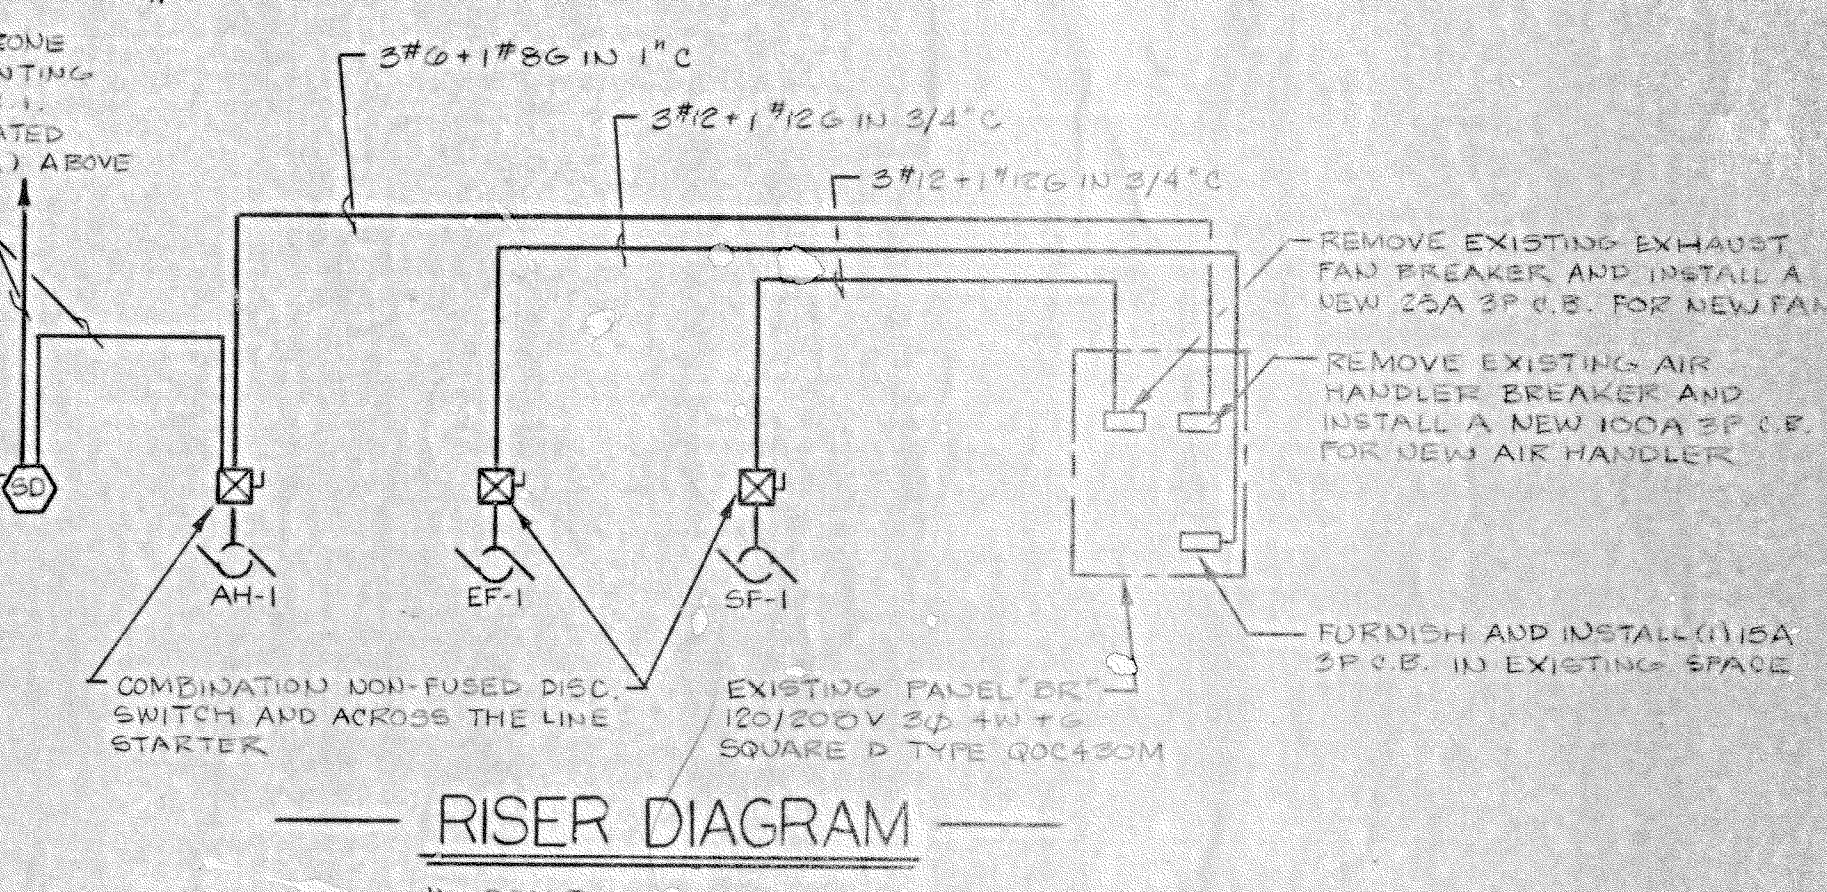 ZONE
NTING
ATED
) ABOVE
3#6+1#8G IN 1"C
3#12+1#12G IN 3/4"C
3#12+1#12G IN 3/4"C
REMOVE EXISTING EXHAUST
FAN BREAKER AND INSTALL A
NEW 25A 3P C.B. FOR NEW FAN
REMOVE EXISTING AIR
HANDLER BREAKER AND
INSTALL A NEW 100A 3P C.B.
FOR NEW AIR HANDLER
SD
AH-1
EF-1
SF-1
FURNISH AND INSTALL (1) 15A
3P C.B. IN EXISTING SPACE
COMBINATION NON-FUSED DISC.
SWITCH AND ACROSS THE LINE
STARTER
EXISTING PANEL "BR"
120/208V 3φ 4W+G
SQUARE D TYPE QOC430M
RISER DIAGRAM